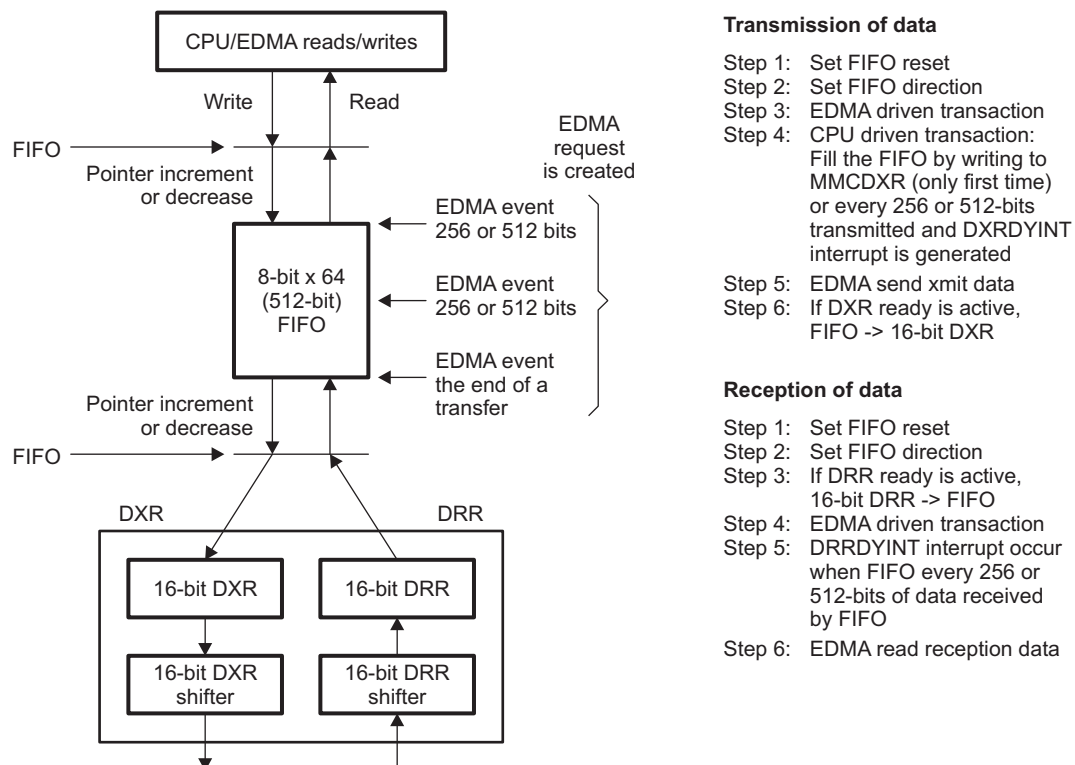 CPU/EDMA reads/writes
Write
Read
FIFO
Pointer increment
or decrease
EDMA
request
is created
EDMA event
256 or 512 bits
8-bit x 64
(512-bit)
FIFO
EDMA event
256 or 512 bits
EDMA event
the end of a
transfer
Pointer increment
or decrease
FIFO
DXR
DRR
16-bit DXR
16-bit DRR
16-bit DXR
shifter
16-bit DRR
shifter
Transmission of data
Step 1: Set FIFO reset
Step 2: Set FIFO direction
Step 3: EDMA driven transaction
Step 4: CPU driven transaction:
Fill the FIFO by writing to
MMCDXR (only first time)
or every 256 or 512-bits
transmitted and DXRDYINT
interrupt is generated
Step 5: EDMA send xmit data
Step 6: If DXR ready is active,
FIFO -> 16-bit DXR
Reception of data
Step 1: Set FIFO reset
Step 2: Set FIFO direction
Step 3: If DRR ready is active,
16-bit DRR -> FIFO
Step 4: EDMA driven transaction
Step 5: DRRDYINT interrupt occur
when FIFO every 256 or
512-bits of data received
by FIFO
Step 6: EDMA read reception data